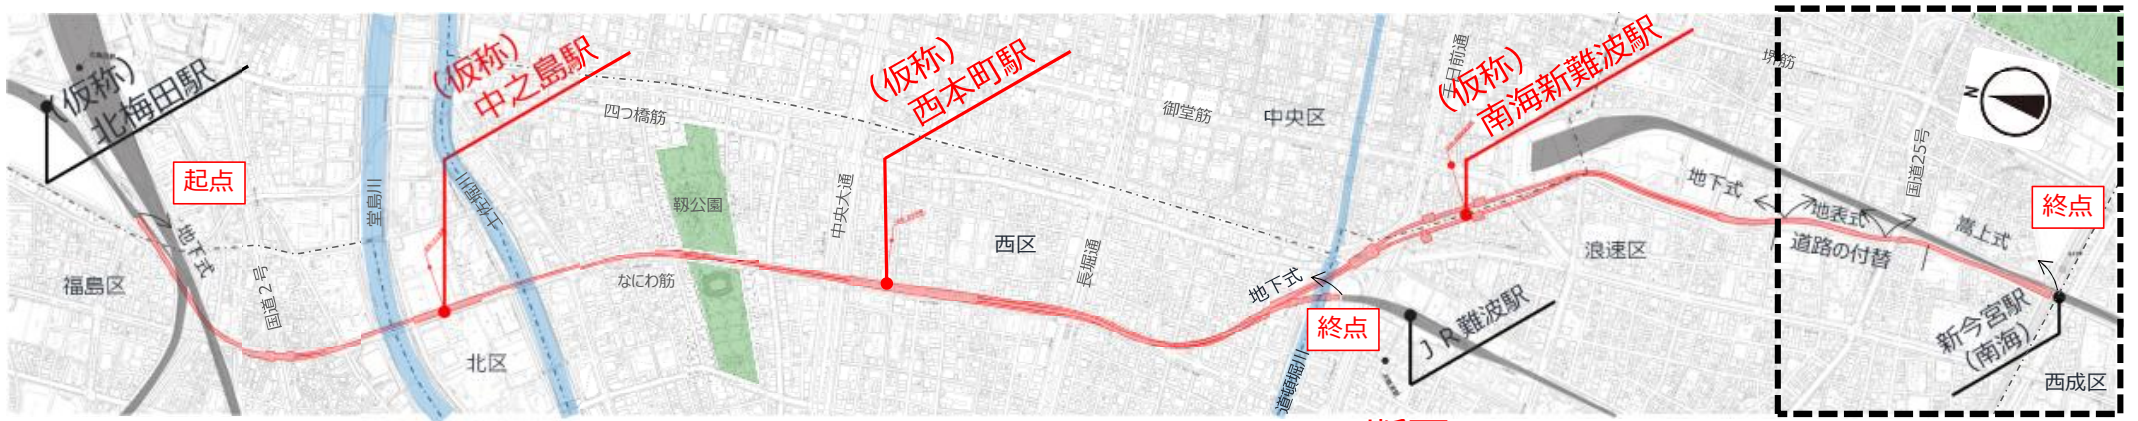 (仮称)
北梅田駅
起点
地下式
福島区
国道2号
堂島川
(仮称)
中之島駅
土佐堀川
北区
四つ橋筋
靱公園
なにわ筋
中央大通
(仮称)
西本町駅
西区
長堀通
御堂筋
中央区
地下式
終点
道頓堀川
JR難波駅
千日前通
(仮称)
南海新難波駅
浪速区
堺筋
地下式
地表式
道路の付替
嵩上式
国道25号
N
終点
新今宮駅
(南海)
西成区